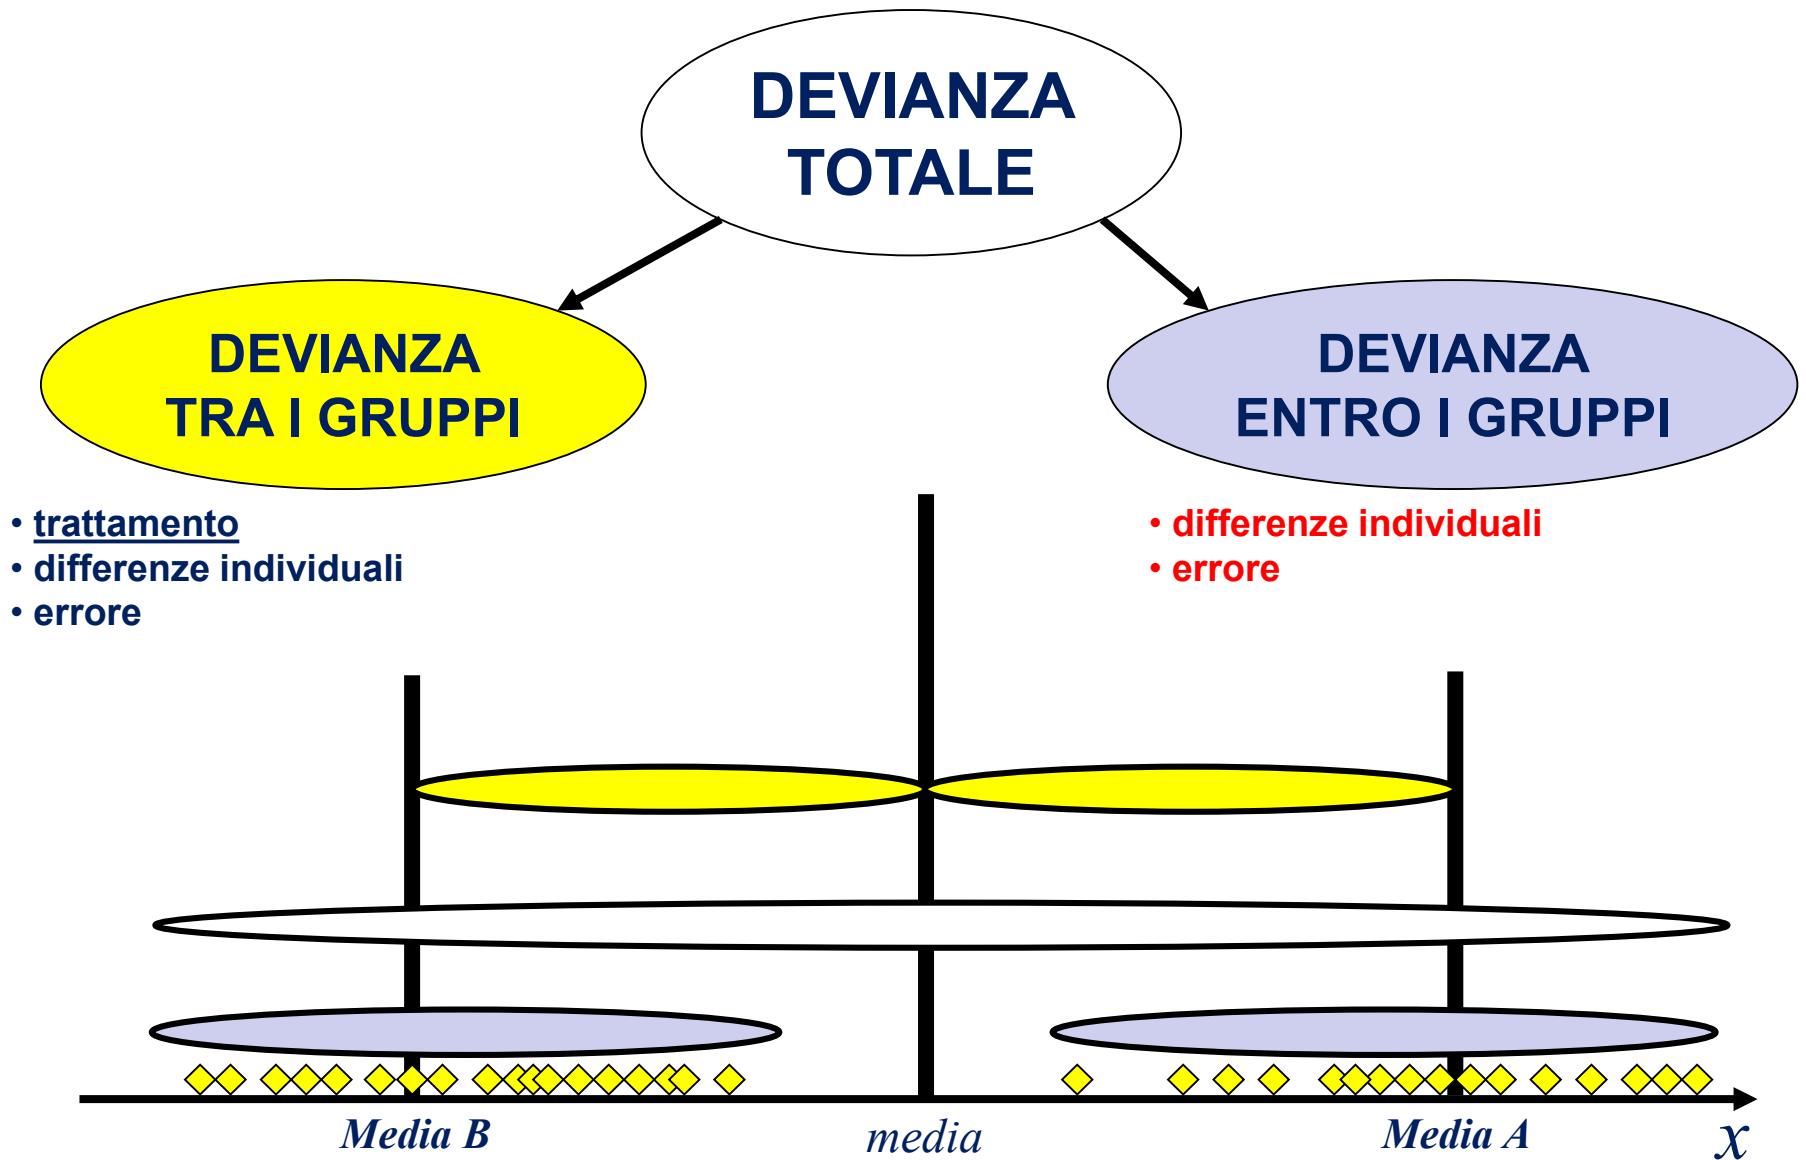 DEVIANZA
TOTALE
DEVIANZA
TRA I GRUPPI
DEVIANZA
ENTRO I GRUPPI
• trattamento
• differenze individuali
• errore
• differenze individuali
• errore
Media B
media
Media A
x